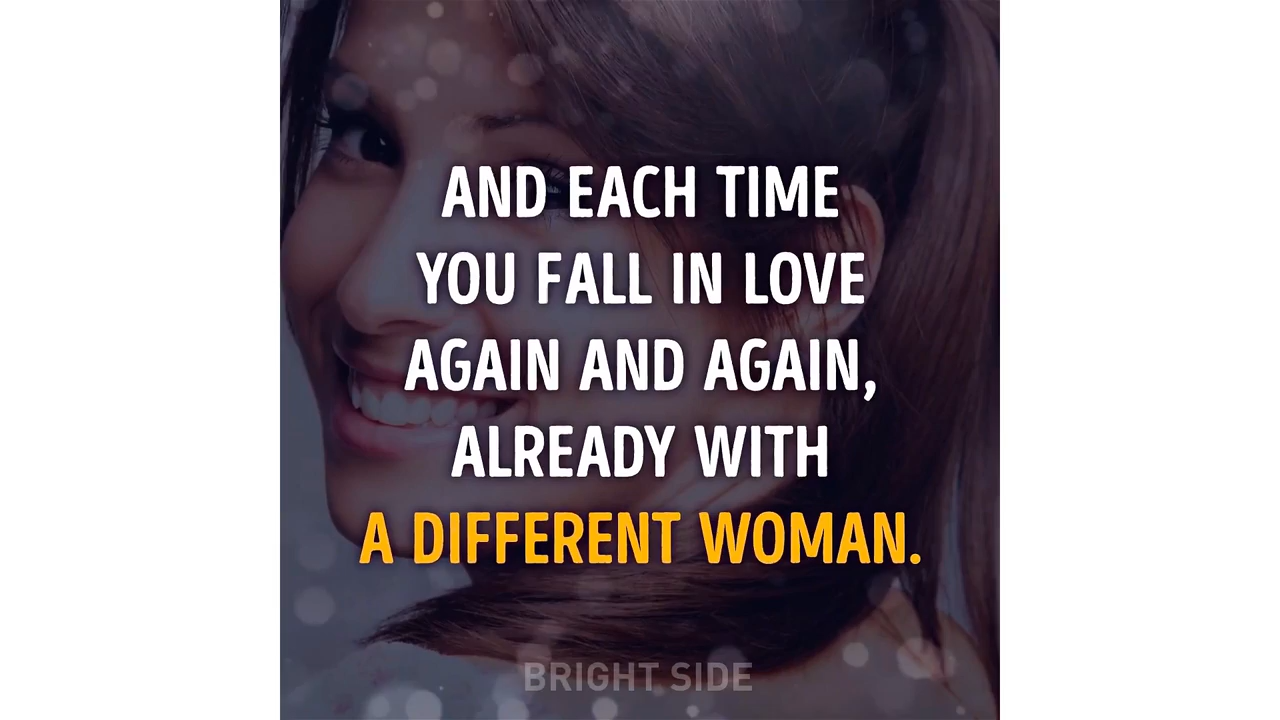 AND EACH TIME
YOU FALL IN LOVE
AGAIN AND AGAIN,
ALREADY WITH
A DIFFERENT WOMAN.
BRIGHT SIDE